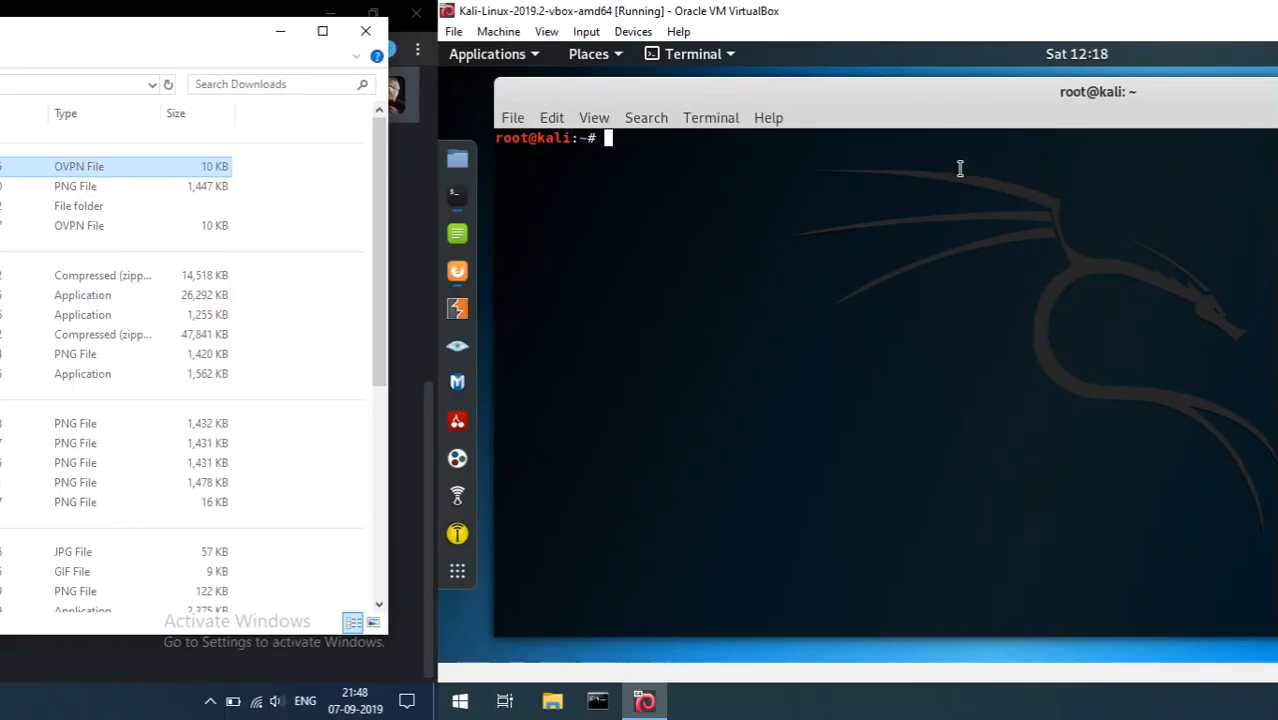 Search Downloads
Type Size
OVPN File 10 KB
PNG File 1,447 KB
File folder
OVPN File 10 KB
Compressed (zipp... 14,518 KB
Application 26,292 KB
Application 1,255 KB
Compressed (zipp... 47,841 KB
PNG File 1,420 KB
Application 1,562 KB
PNG File 1,432 KB
PNG File 1,431 KB
PNG File 1,431 KB
PNG File 1,478 KB
PNG File 16 KB
JPG File 57 KB
GIF File 9 KB
PNG File 122 KB
Application 2,375 KB
Activate Windows
Go to Settings to activate Windows.
ENG
21:48
07-09-2019
Kali-Linux-2019.2-vbox-amd64 [Running] - Oracle VM VirtualBox
File Machine View Input Devices Help
Applications Places Terminal Sat 12:18
root@kali: ~
File Edit View Search Terminal Help
root@kali:~#